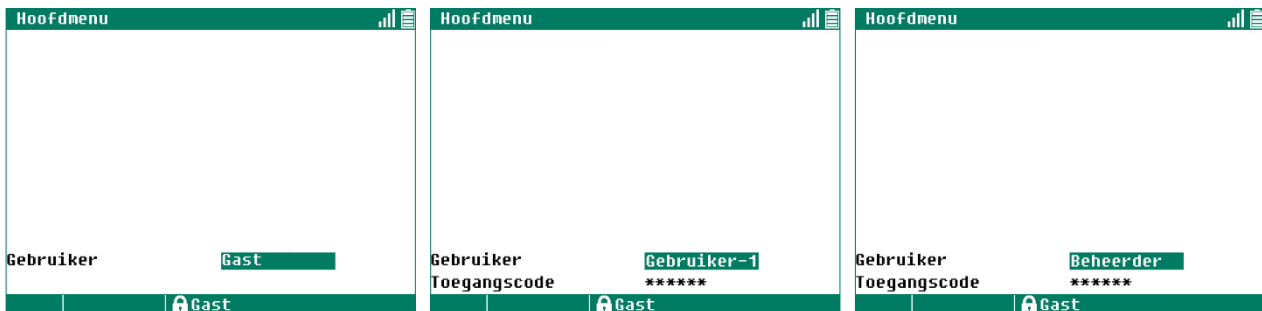 Hoofdmenu
Gebruiker Gast
Gast
Hoofdmenu
Gebruiker Gebruiker-1
Toegangscode ******
Gast
Hoofdmenu
Gebruiker Beheerder
Toegangscode ******
Gast